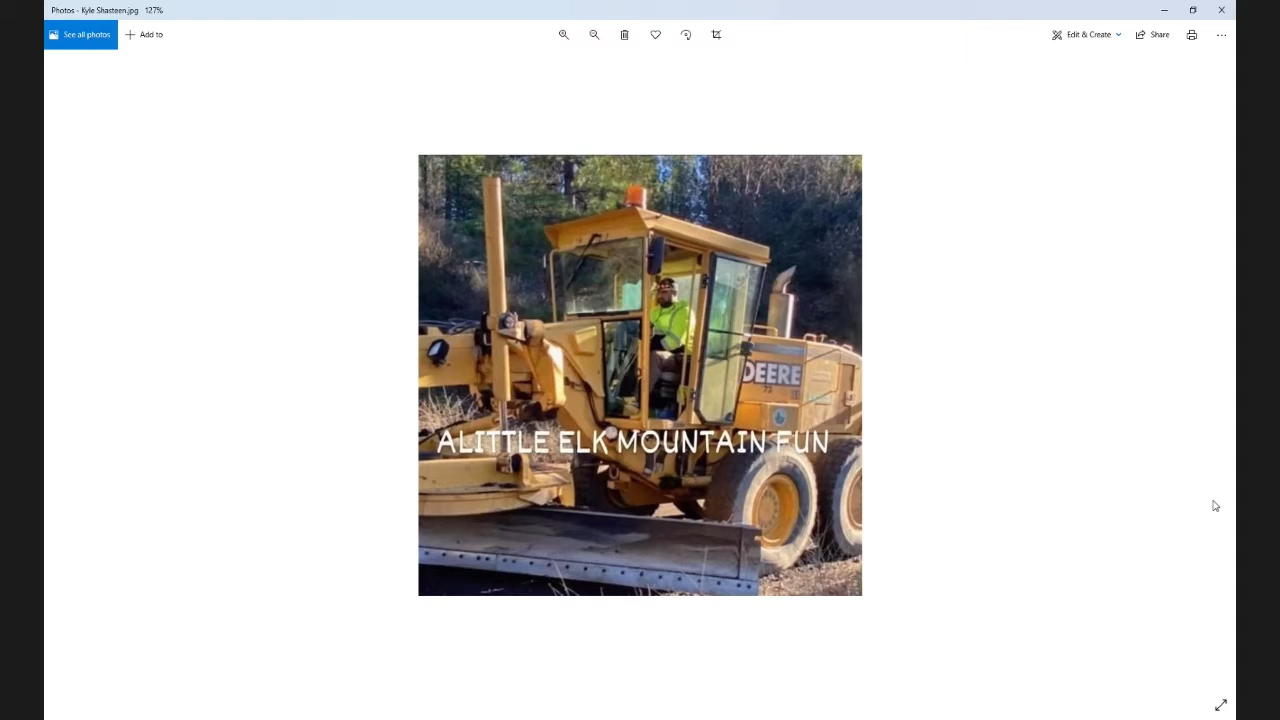 Photos - Kyle Shasteen.jpg 127%
See all photos
Add to
Edit & Create
Share
DEERE
ALITTLE ELK MOUNTAIN FUN